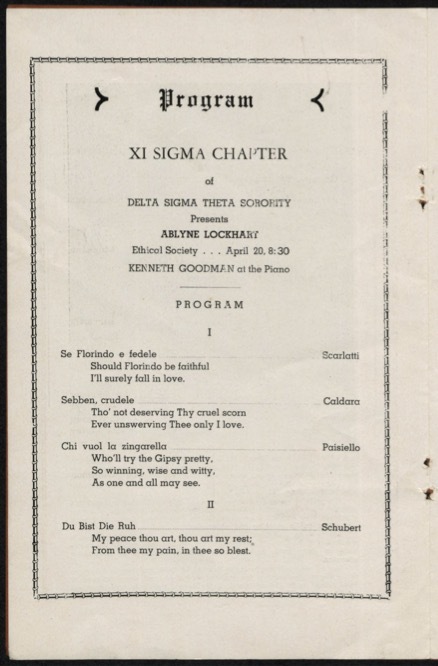 Program
XI SIGMA CHAPTER
of
DELTA SIGMA THETA SORORITY
Presents
ABLYNE LOCKHART
Ethical Society . . . April 20, 8:30
KENNETH GOODMAN at the Piano
PROGRAM
I
Se Florindo e fedele Scarlatti
Should Florindo be faithful
I'll surely fall in love.
Sebben, crudele Caldara
Tho' not deserving Thy cruel scorn
Ever unswerving Thee only I love.
Chi vuol la zingarella Paisiello
Who'll try the Gipsy pretty,
So winning, wise and witty,
As one and all may see.
II
Du Bist Die Ruh Schubert
My peace thou art, thou art my rest;
From thee my pain, in thee so blest.